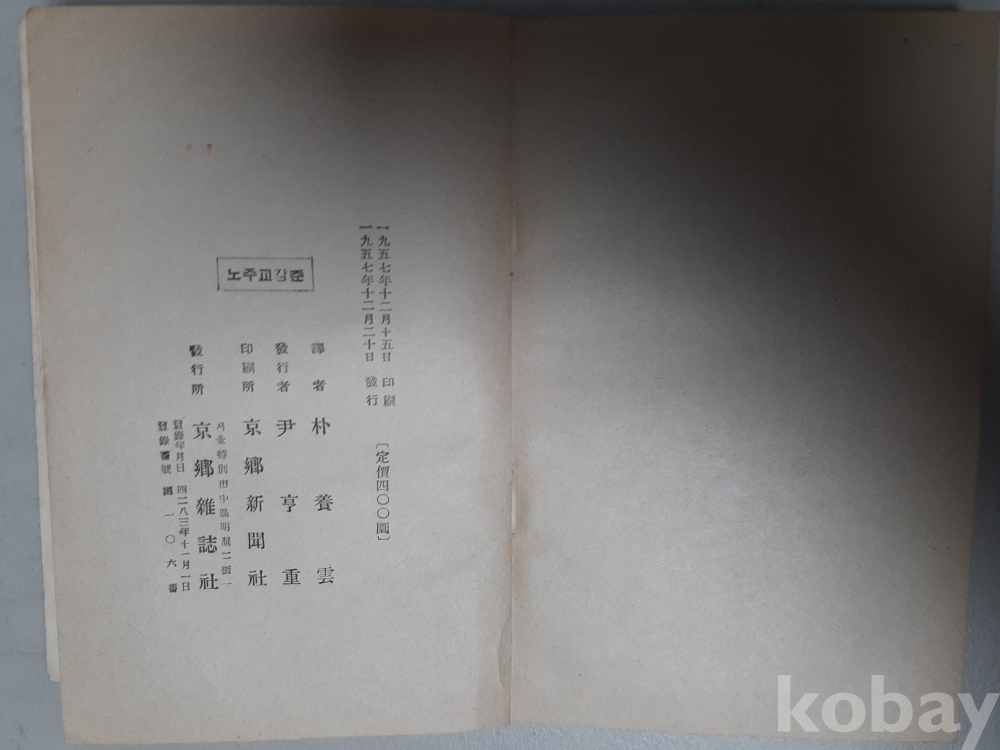 一九五七年十二月十五日 印刷
一九五七年十二月二十日 發行
〔定價四〇〇圜〕
노주교감준
譯者 朴養雲
發行者 尹亨重
印刷所 京鄕新聞社
서울特別市中區明洞二街一
發行所 京鄕雜誌社
登錄年月日 四二八三年十一月一日
登錄番號 第一〇六番
kobay